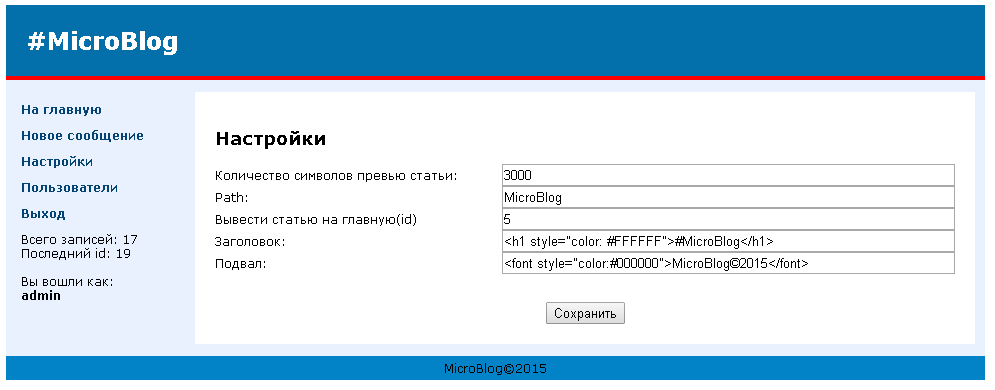 #MicroBlog
На главную
Новое сообщение
Настройки
Пользователи
Выход
Всего записей: 17
Последний id: 19
Вы вошли как:
admin
Настройки
Количество символов превью статьи: 3000
Path: MicroBlog
Вывести статью на главную(id) 5
Заголовок: <h1 style="color: #FFFFFF">#MicroBlog</h1>
Подвал: <font style="color:#000000">MicroBlog©2015</font>
Сохранить
MicroBlog©2015